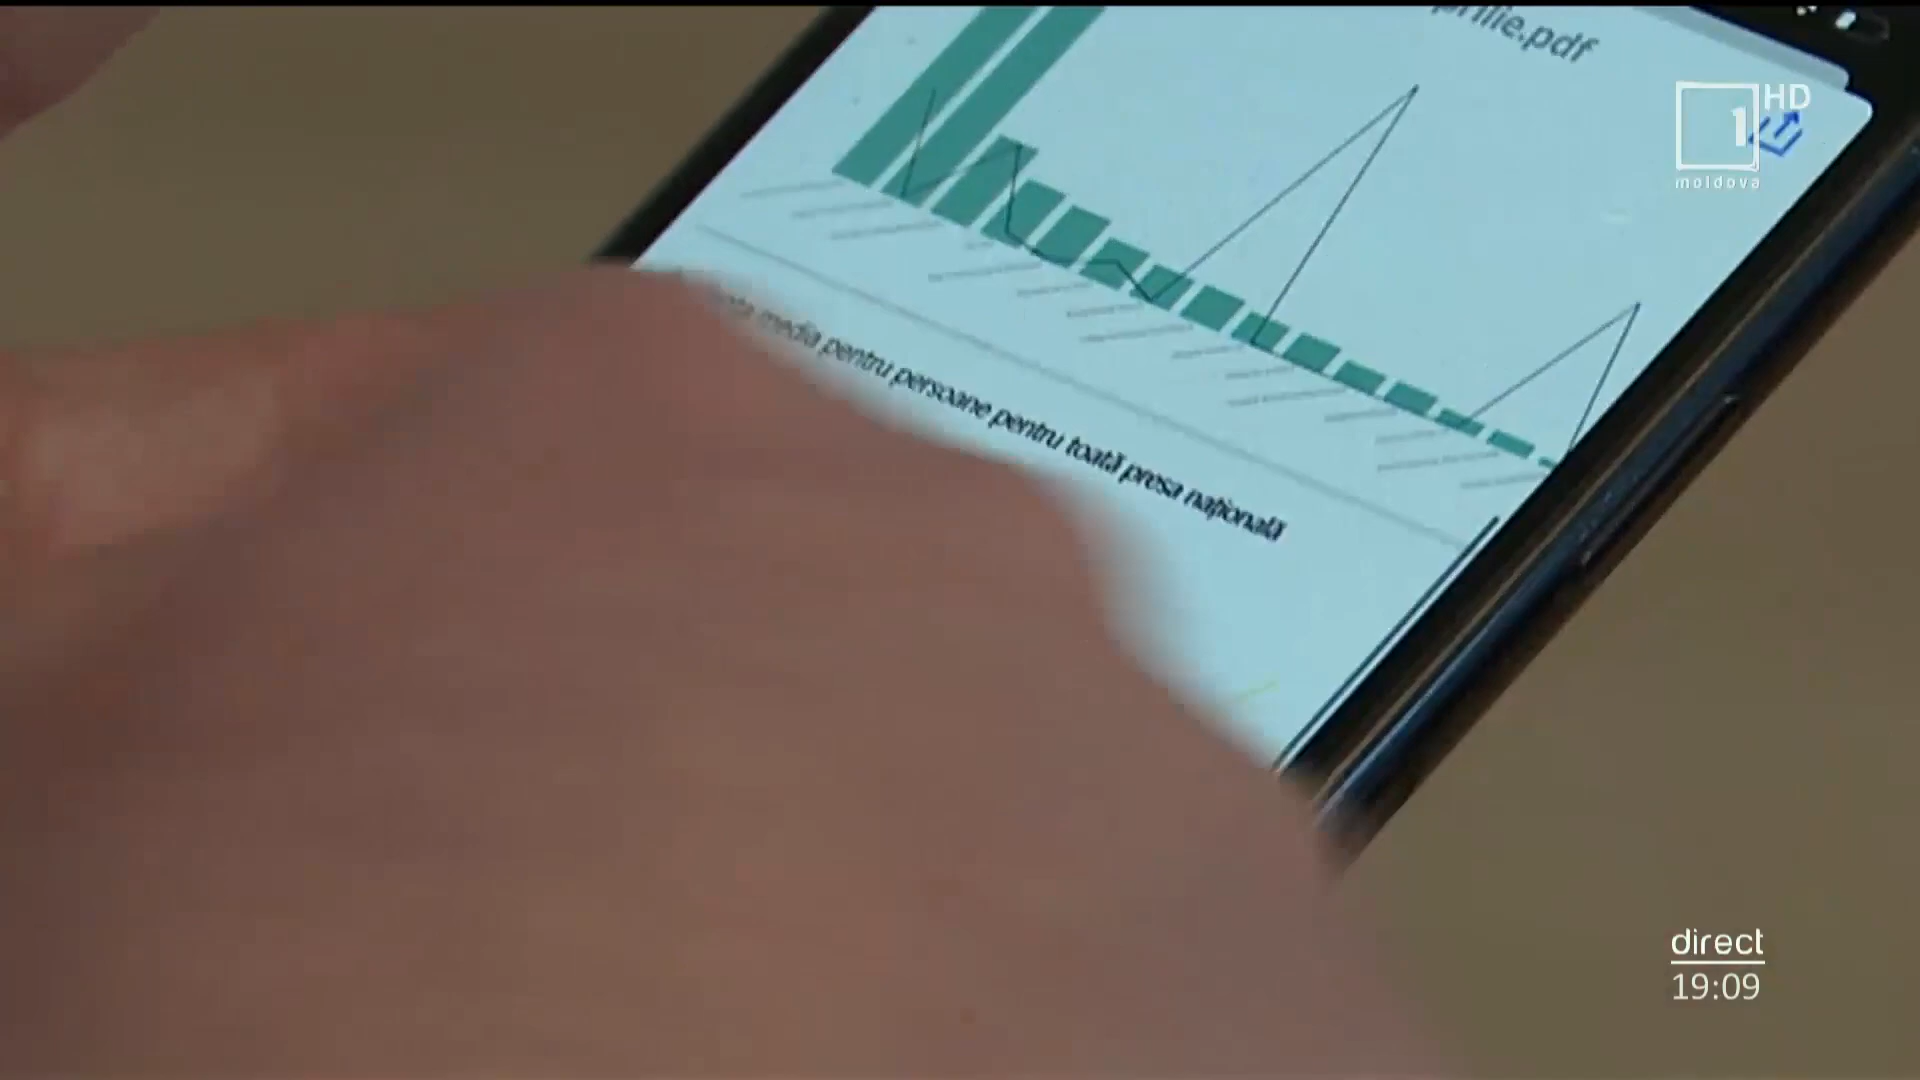 prilie.pdf
HD
1
moldova
media pentru persoane pentru toată presa națională
direct
19:09